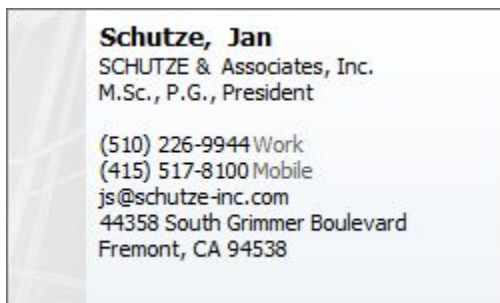 Schutze, Jan
SCHUTZE & Associates, Inc.
M.Sc., P.G., President
(510) 226-9944 Work
(415) 517-8100 Mobile
js@schutze-inc.com
44358 South Grimmer Boulevard
Fremont, CA 94538